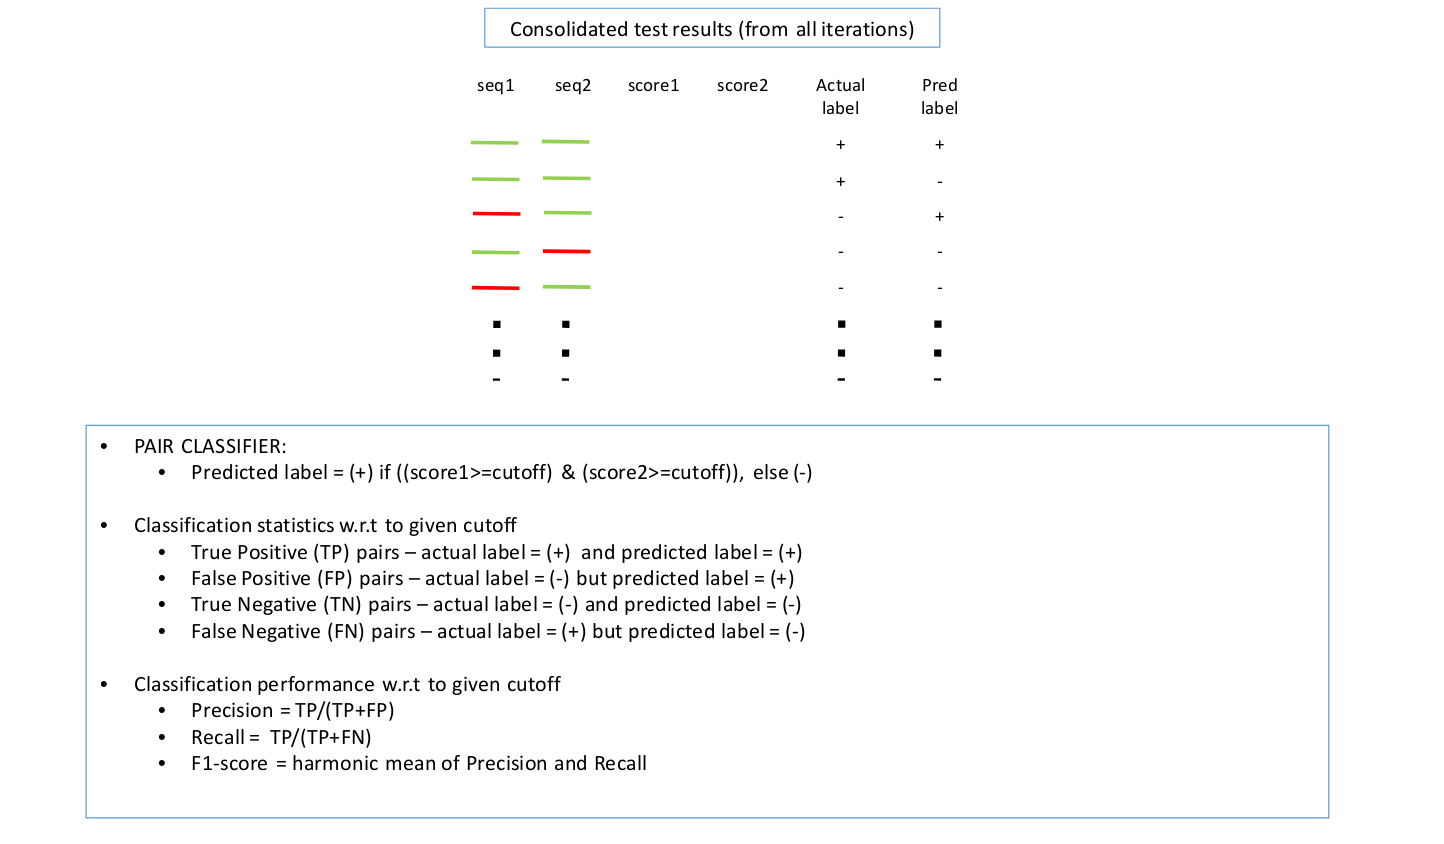 Consolidated test results (from all iterations)
seq1 seq2 score1 score2 Actual label Pred label
+ +
+ -
- +
- -
- -
• PAIR CLASSIFIER:
• Predicted label = (+) if ((score1>=cutoff) & (score2>=cutoff)), else (-)
• Classification statistics w.r.t to given cutoff
• True Positive (TP) pairs – actual label = (+) and predicted label = (+)
• False Positive (FP) pairs – actual label = (-) but predicted label = (+)
• True Negative (TN) pairs – actual label = (-) and predicted label = (-)
• False Negative (FN) pairs – actual label = (+) but predicted label = (-)
• Classification performance w.r.t to given cutoff
• Precision = TP/(TP+FP)
• Recall = TP/(TP+FN)
• F1-score = harmonic mean of Precision and Recall